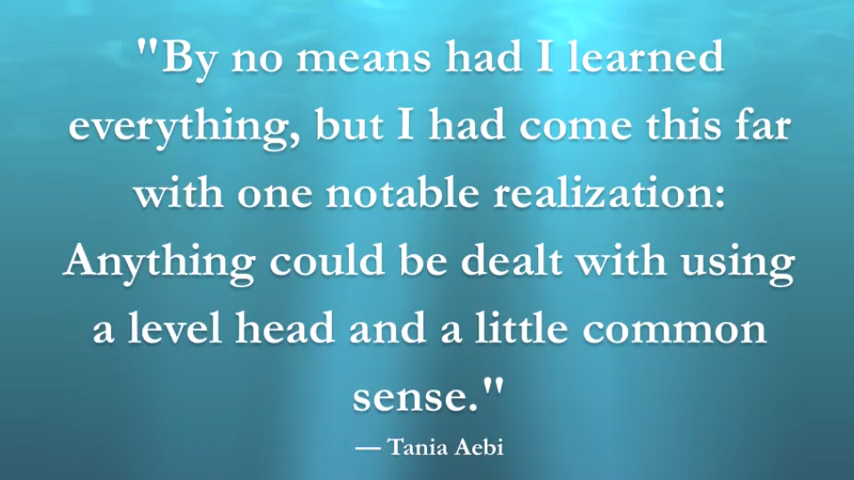 "By no means had I learned
everything, but I had come this far
with one notable realization:
Anything could be dealt with using
a level head and a little common
sense."
— Tania Aebi